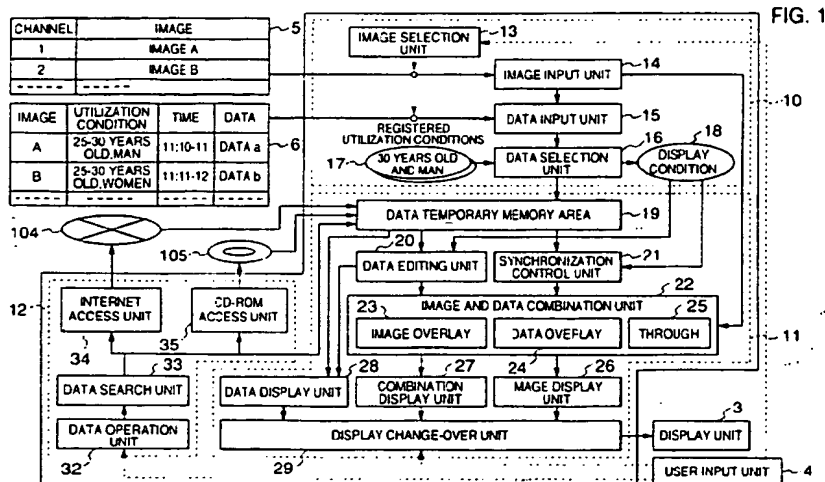 FIG. 1
CHANNEL IMAGE 5
1 IMAGE A
2 IMAGE B
IMAGE SELECTION UNIT 13
IMAGE INPUT UNIT 14
10
IMAGE UTILIZATION CONDITION TIME DATA 6
A 25-30 YEARS OLD,MAN 11:10-11 DATA a
B 25-30 YEARS OLD,WOMEN 11:11-12 DATA b
DATA INPUT UNIT 15
REGISTERED UTILIZATION CONDITIONS
17 30 YEARS OLD AND MAN
DATA SELECTION UNIT 16
DISPLAY CONDITION 18
104
105
DATA TEMPORARY MEMORY AREA 19
20
DATA EDITING UNIT
SYNCHRONIZATION CONTROL UNIT 21
12
INTERNET ACCESS UNIT
34
CD-ROM ACCESS UNIT
35
22
IMAGE AND DATA COMBINATION UNIT
23 25
IMAGE OVERLAY DATA OVEFLAY THROUGH
24
11
33
DATA SEARCH UNIT
28 27 26
DATA DISPLAY UNIT
COMBINATION DISPLAY UNIT
MAGE DISPLAY UNIT
DATA OPERATION UNIT
32
DISPLAY CHANGE-OVER UNIT
29
3
DISPLAY UNIT
USER INPUT UNIT 4